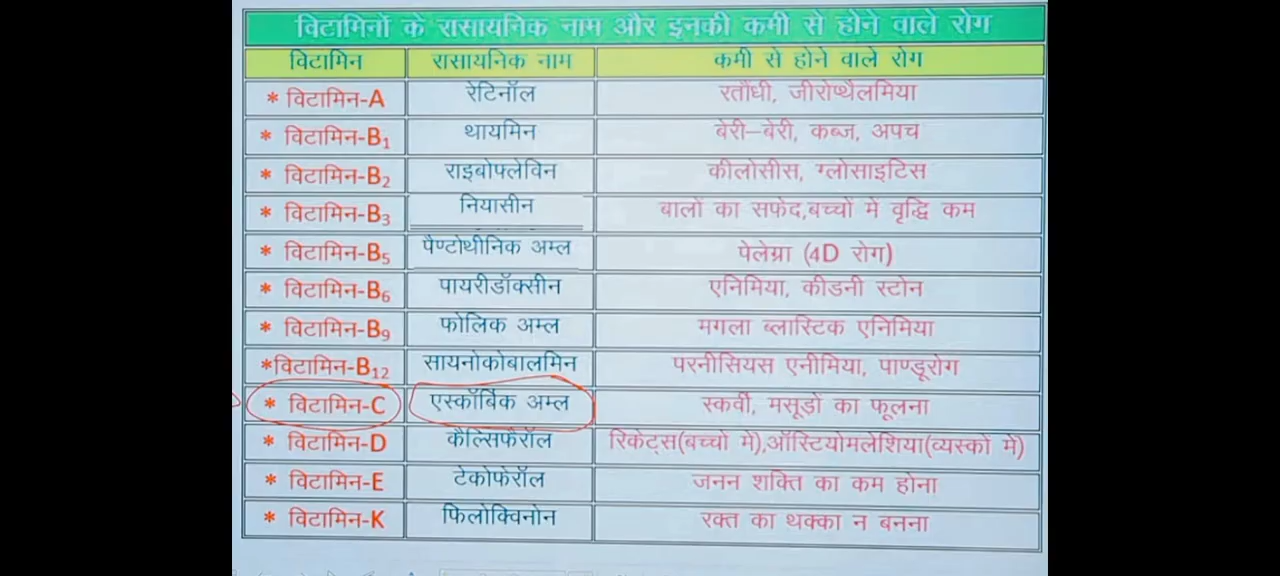 विटामिनों के रासायनिक नाम और इनकी कमी से होने वाले रोग
विटामिन रासायनिक नाम कमी से होने वाले रोग
* विटामिन-A रेटिनॉल रतौंधी, जीरोप्थैलमिया
* विटामिन-B₁ थायमिन बेरी–बेरी, कब्ज, अपच
* विटामिन-B₂ राइबोफ्लेविन कीलोसीस, ग्लोसाइटिस
* विटामिन-B₃ नियासीन बालों का सफेद,बच्चों में वृद्धि कम
* विटामिन-B₅ पैण्टोथीनिक अम्ल पेलेग्रा (4D रोग)
* विटामिन-B₆ पायरीडॉक्सीन एनिमिया, कीडनी स्टोन
* विटामिन-B₉ फोलिक अम्ल मगला ब्लास्टिक एनिमिया
*विटामिन-B₁₂ सायनोकोबालमिन परनीसियस एनीमिया, पाण्डूरोग
* विटामिन-C एस्कॉर्बिक अम्ल स्कर्वी, मसूड़ों का फूलना
* विटामिन-D कैल्सिफैरॉल रिकेट्स(बच्चो में),ऑस्टियोमलेशिया(व्यस्कों में)
* विटामिन-E टेकोफेरॉल जनन शक्ति का कम होना
* विटामिन-K फिलोक्विनोन रक्त का थक्का न बनना